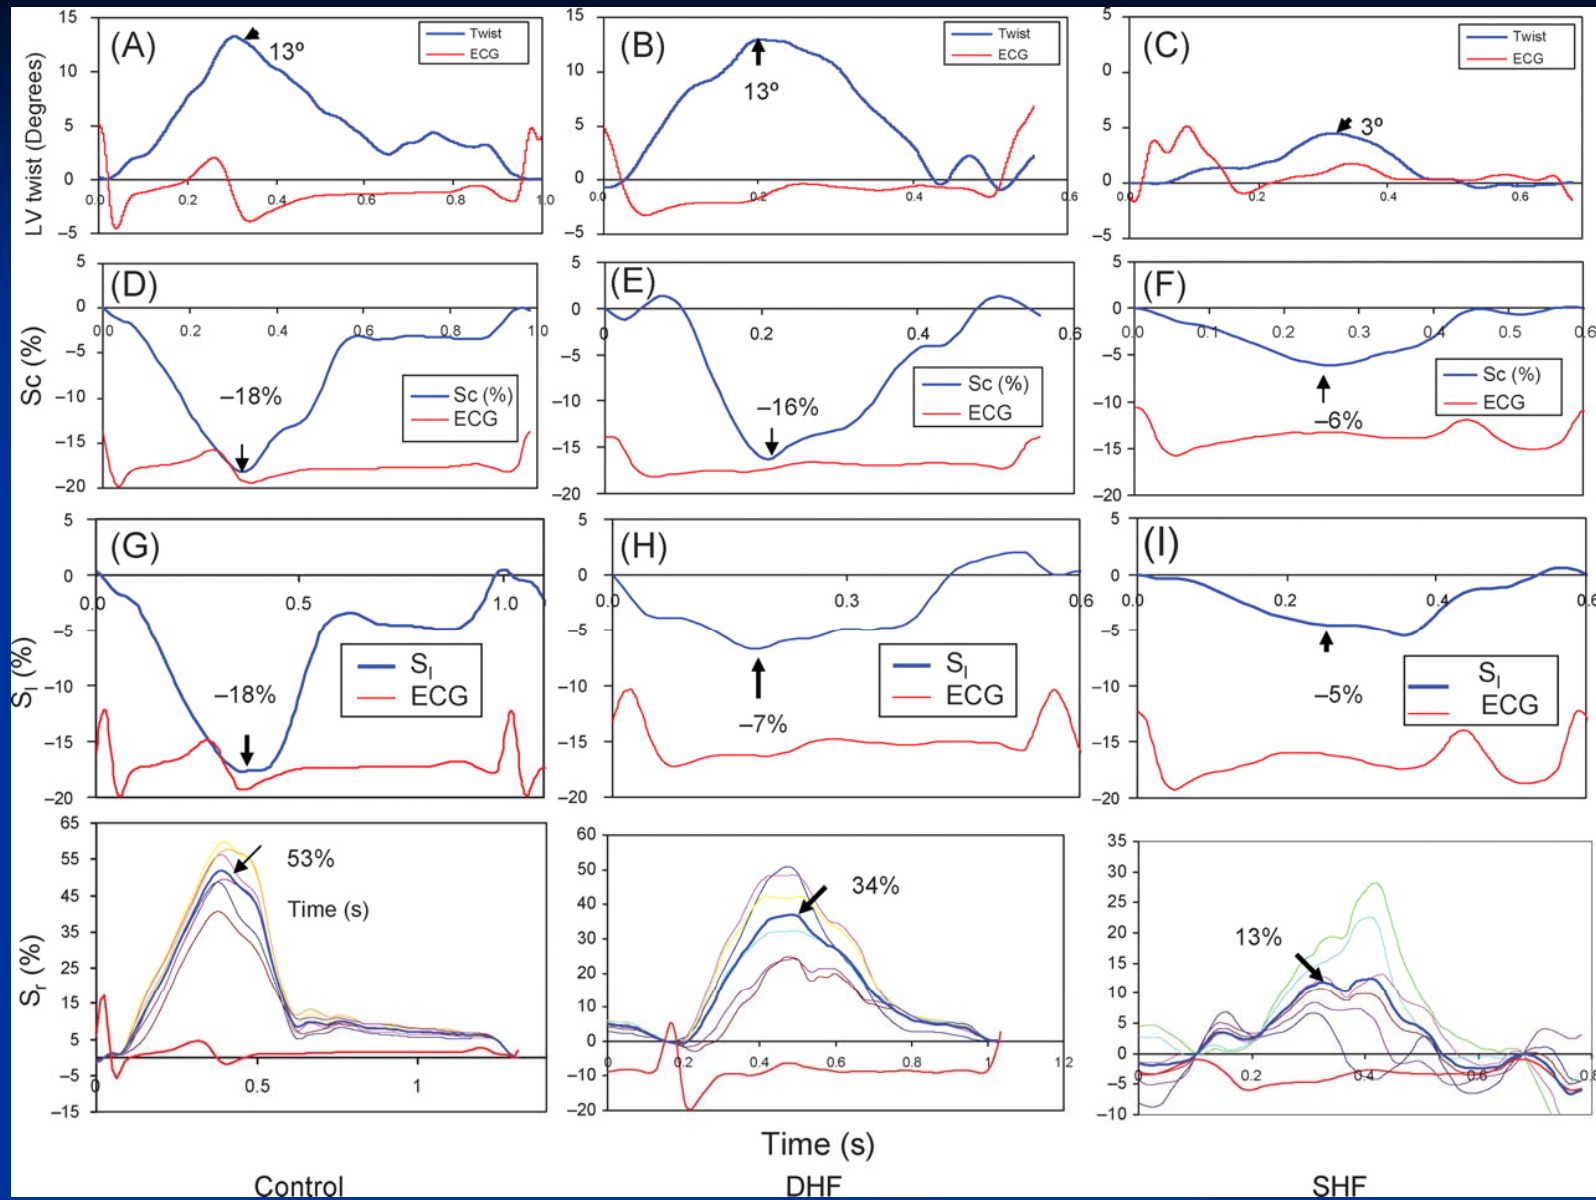 LV twist (Degrees)
(A)
15
10
5
0
–5
0.0 0.2 0.4 0.6 0.8 1.0
13º
Twist
ECG
(B)
15
10
5
0
–5
0.0 0.2 0.4 0.6
13º
Twist
ECG
(C)
5
0
5
0
–5
0.0 0.2 0.4 0.6
3º
Twist
ECG
Sc (%)
(D)
5
0
–5
–10
–15
–20
0.0 0.2 0.4 0.6 0.8 1.0
–18%
Sc (%)
ECG
(E)
5
0
–5
–10
–15
–20
0.0 0.2 0.4 0.6
–16%
Sc (%)
ECG
(F)
5
0
–5
–10
–15
–20
0.0 0.1 0.2 0.3 0.4 0.5 0.6
–6%
Sc (%)
ECG
Sl (%)
(G)
5
0
–5
–10
–15
–20
0.0 0.5 1.0
–18%
Sl
ECG
(H)
5
0
–5
–10
–15
–20
0.0 0.3 0.6
–7%
Sl
ECG
(I)
5
0
–5
–10
–15
–20
0.0 0.2 0.4 0.6
–5%
Sl
ECG
Sr (%)
65
55
45
35
25
15
5
–5
–15
0 0.5 1
53%
Time (s)
60
50
40
30
20
10
0
–10
–20
0 0.2 0.4 0.6 0.8 1 1.2
34%
35
30
25
20
15
10
5
0
–5
–10
0 0.2 0.4 0.6 0.8
13%
Time (s)
Control DHF SHF